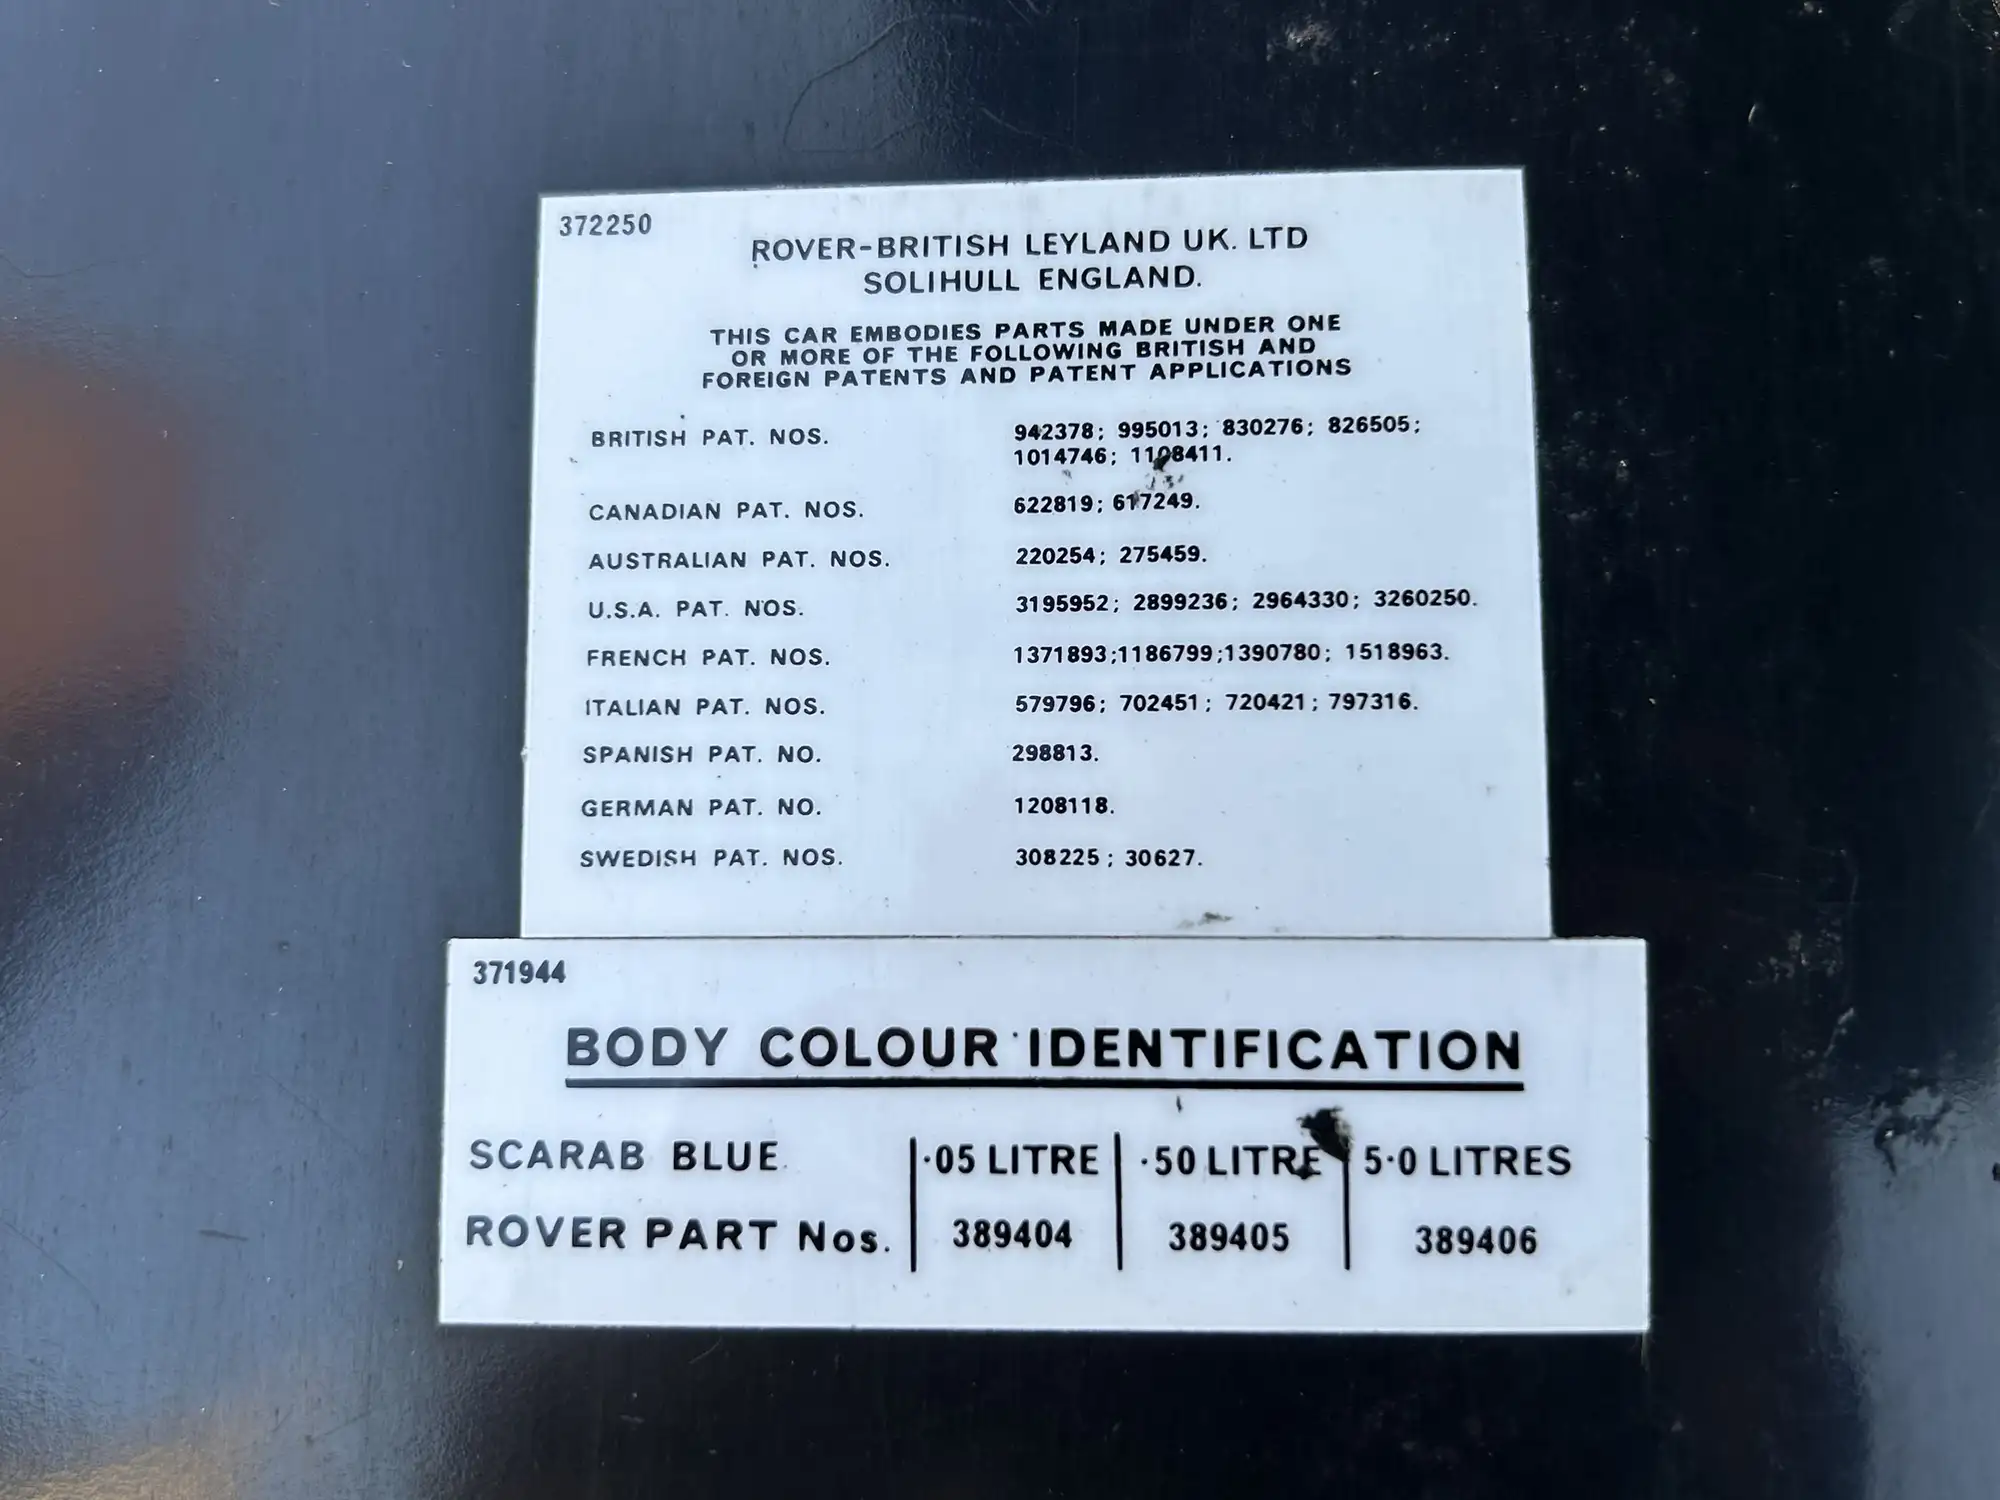 372250
ROVER-BRITISH LEYLAND UK. LTD
SOLIHULL ENGLAND.
THIS CAR EMBODIES PARTS MADE UNDER ONE
OR MORE OF THE FOLLOWING BRITISH AND
FOREIGN PATENTS AND PATENT APPLICATIONS
BRITISH PAT. NOS. 942378; 995013; 830276; 826505;
1014746; 1108411.
CANADIAN PAT. NOS. 622819; 617249.
AUSTRALIAN PAT. NOS. 220254; 275459.
U.S.A. PAT. NOS. 3195952; 2899236; 2964330; 3260250.
FRENCH PAT. NOS. 1371893;1186799;1390780; 1518963.
ITALIAN PAT. NOS. 579796; 702451; 720421; 797316.
SPANISH PAT. NO. 298813.
GERMAN PAT. NO. 1208118.
SWEDISH PAT. NOS. 308225; 30627.
371944
BODY COLOUR IDENTIFICATION
SCARAB BLUE ·05 LITRE ·50 LITRE 5·0 LITRES
ROVER PART Nos. 389404 389405 389406